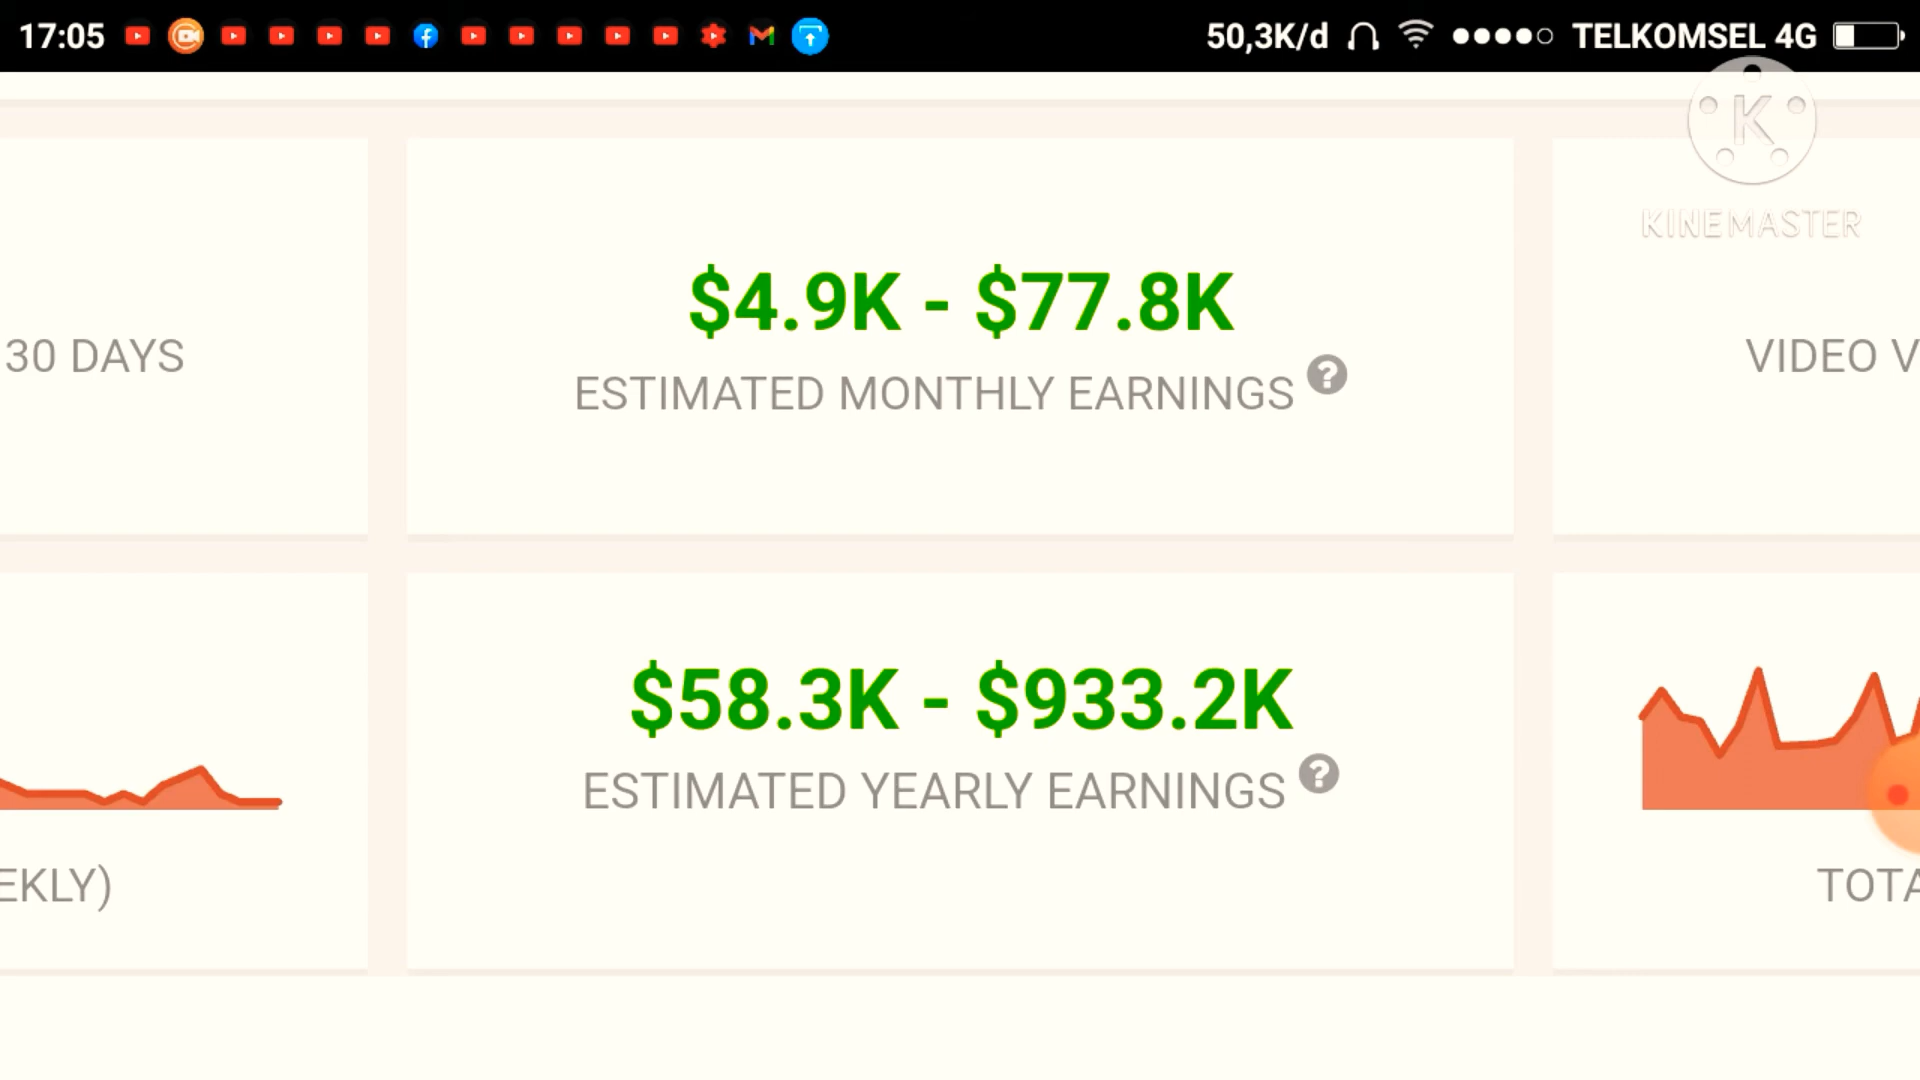 17:05 50,3K/d TELKOMSEL 4G
K
KINEMASTER
30 DAYS
$4.9K - $77.8K
ESTIMATED MONTHLY EARNINGS ?
VIDEO V
$58.3K - $933.2K
ESTIMATED YEARLY EARNINGS ?
EKLY)
TOTA